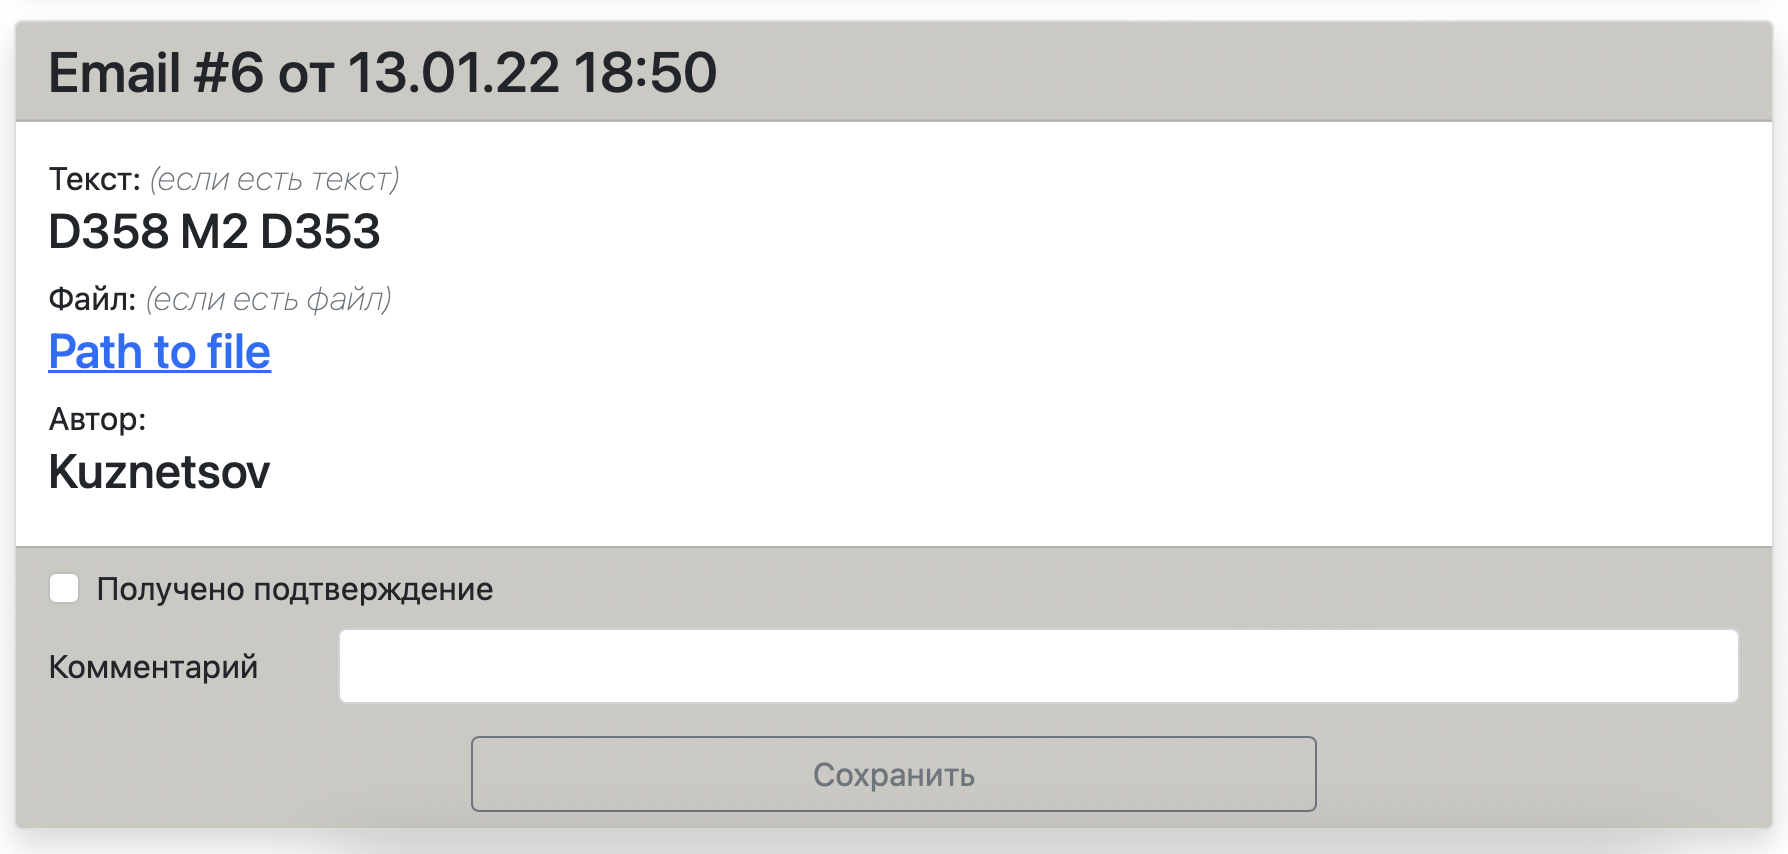 Email #6 от 13.01.22 18:50
Текст: (если есть текст)
D358 M2 D353
Файл: (если есть файл)
Path to file
Автор:
Kuznetsov
Получено подтверждение
Комментарий
Сохранить